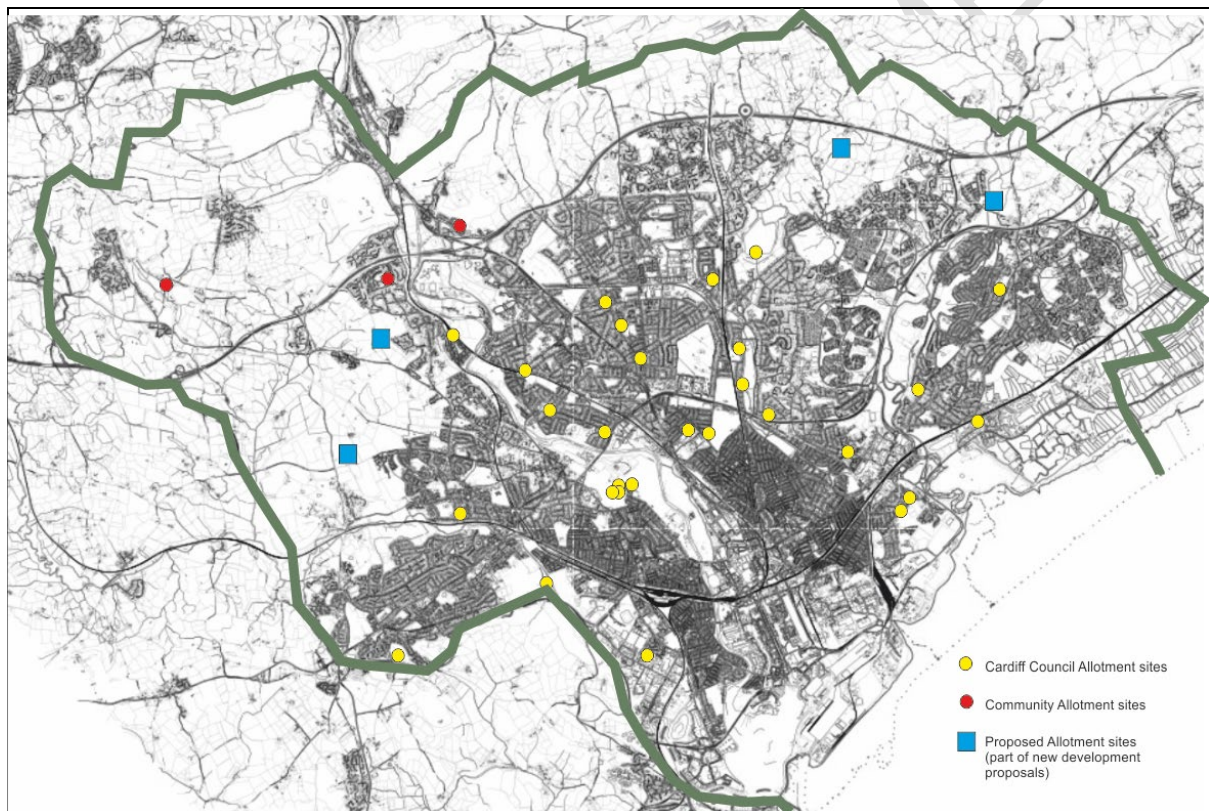 Cardiff Council Allotment sites
Community Allotment sites
Proposed Allotment sites
(part of new development
proposals)